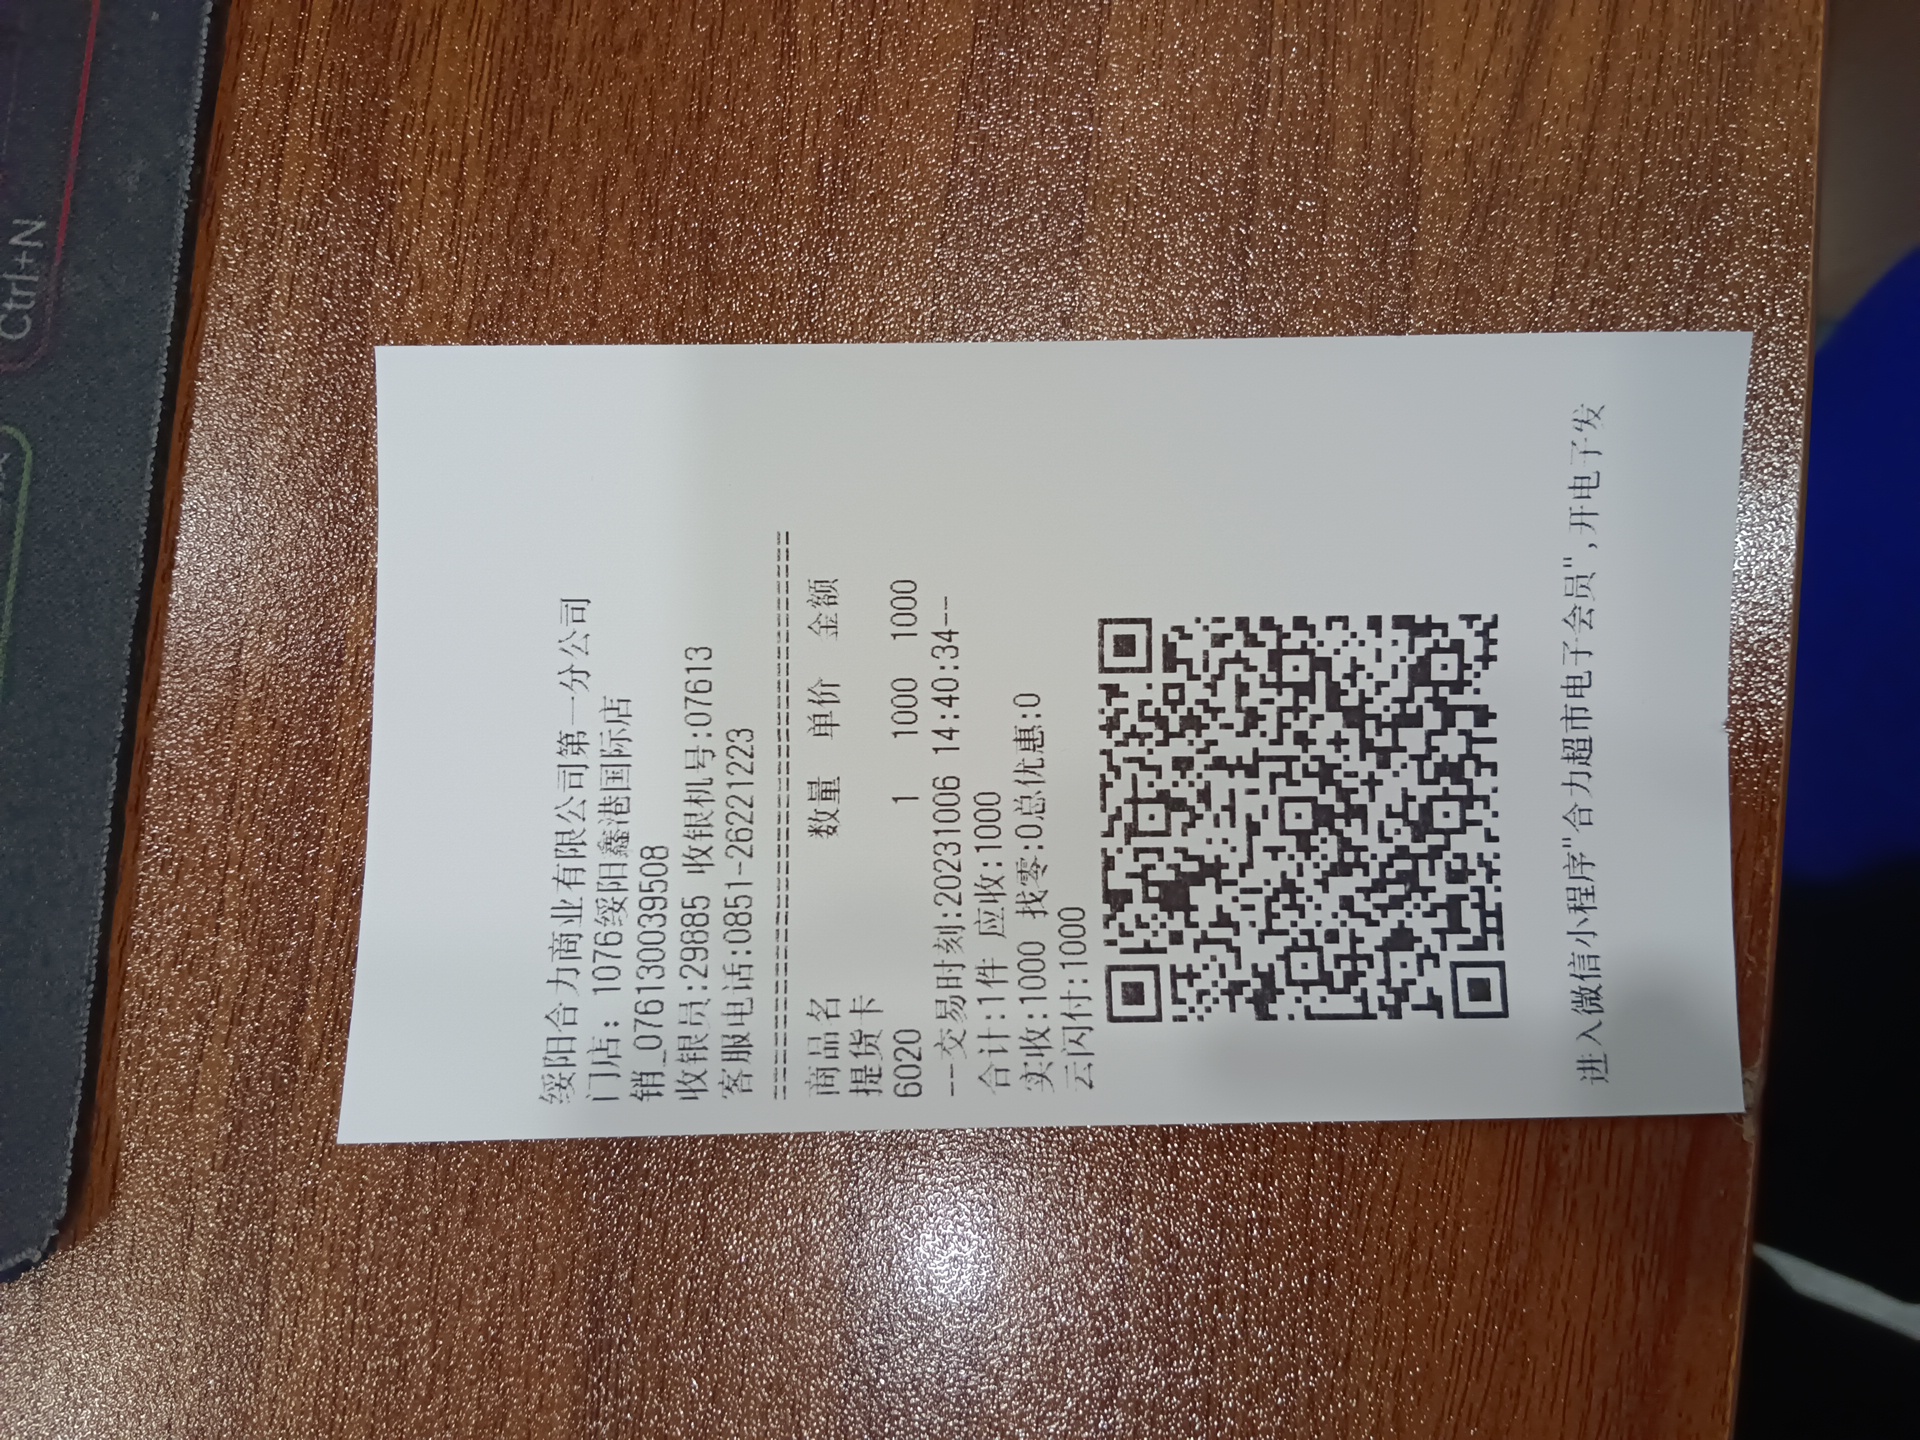 绥阳合力商业有限公司第一分公司
门店: 1076绥阳鑫港国际店
销_0761300039508
收银员:29885 收银机号:07613
客服电话:0851-26221223
==============================
商品名 数量 单价 金额
提货卡
6020 1 1000 1000
--交易时刻:20231006 14:40:34--
合计:1件 应收:1000
实收:1000 找零:0总优惠:0
云闪付:1000
进入微信小程序"合力超市电子会员",开电子发
Ctrl+N